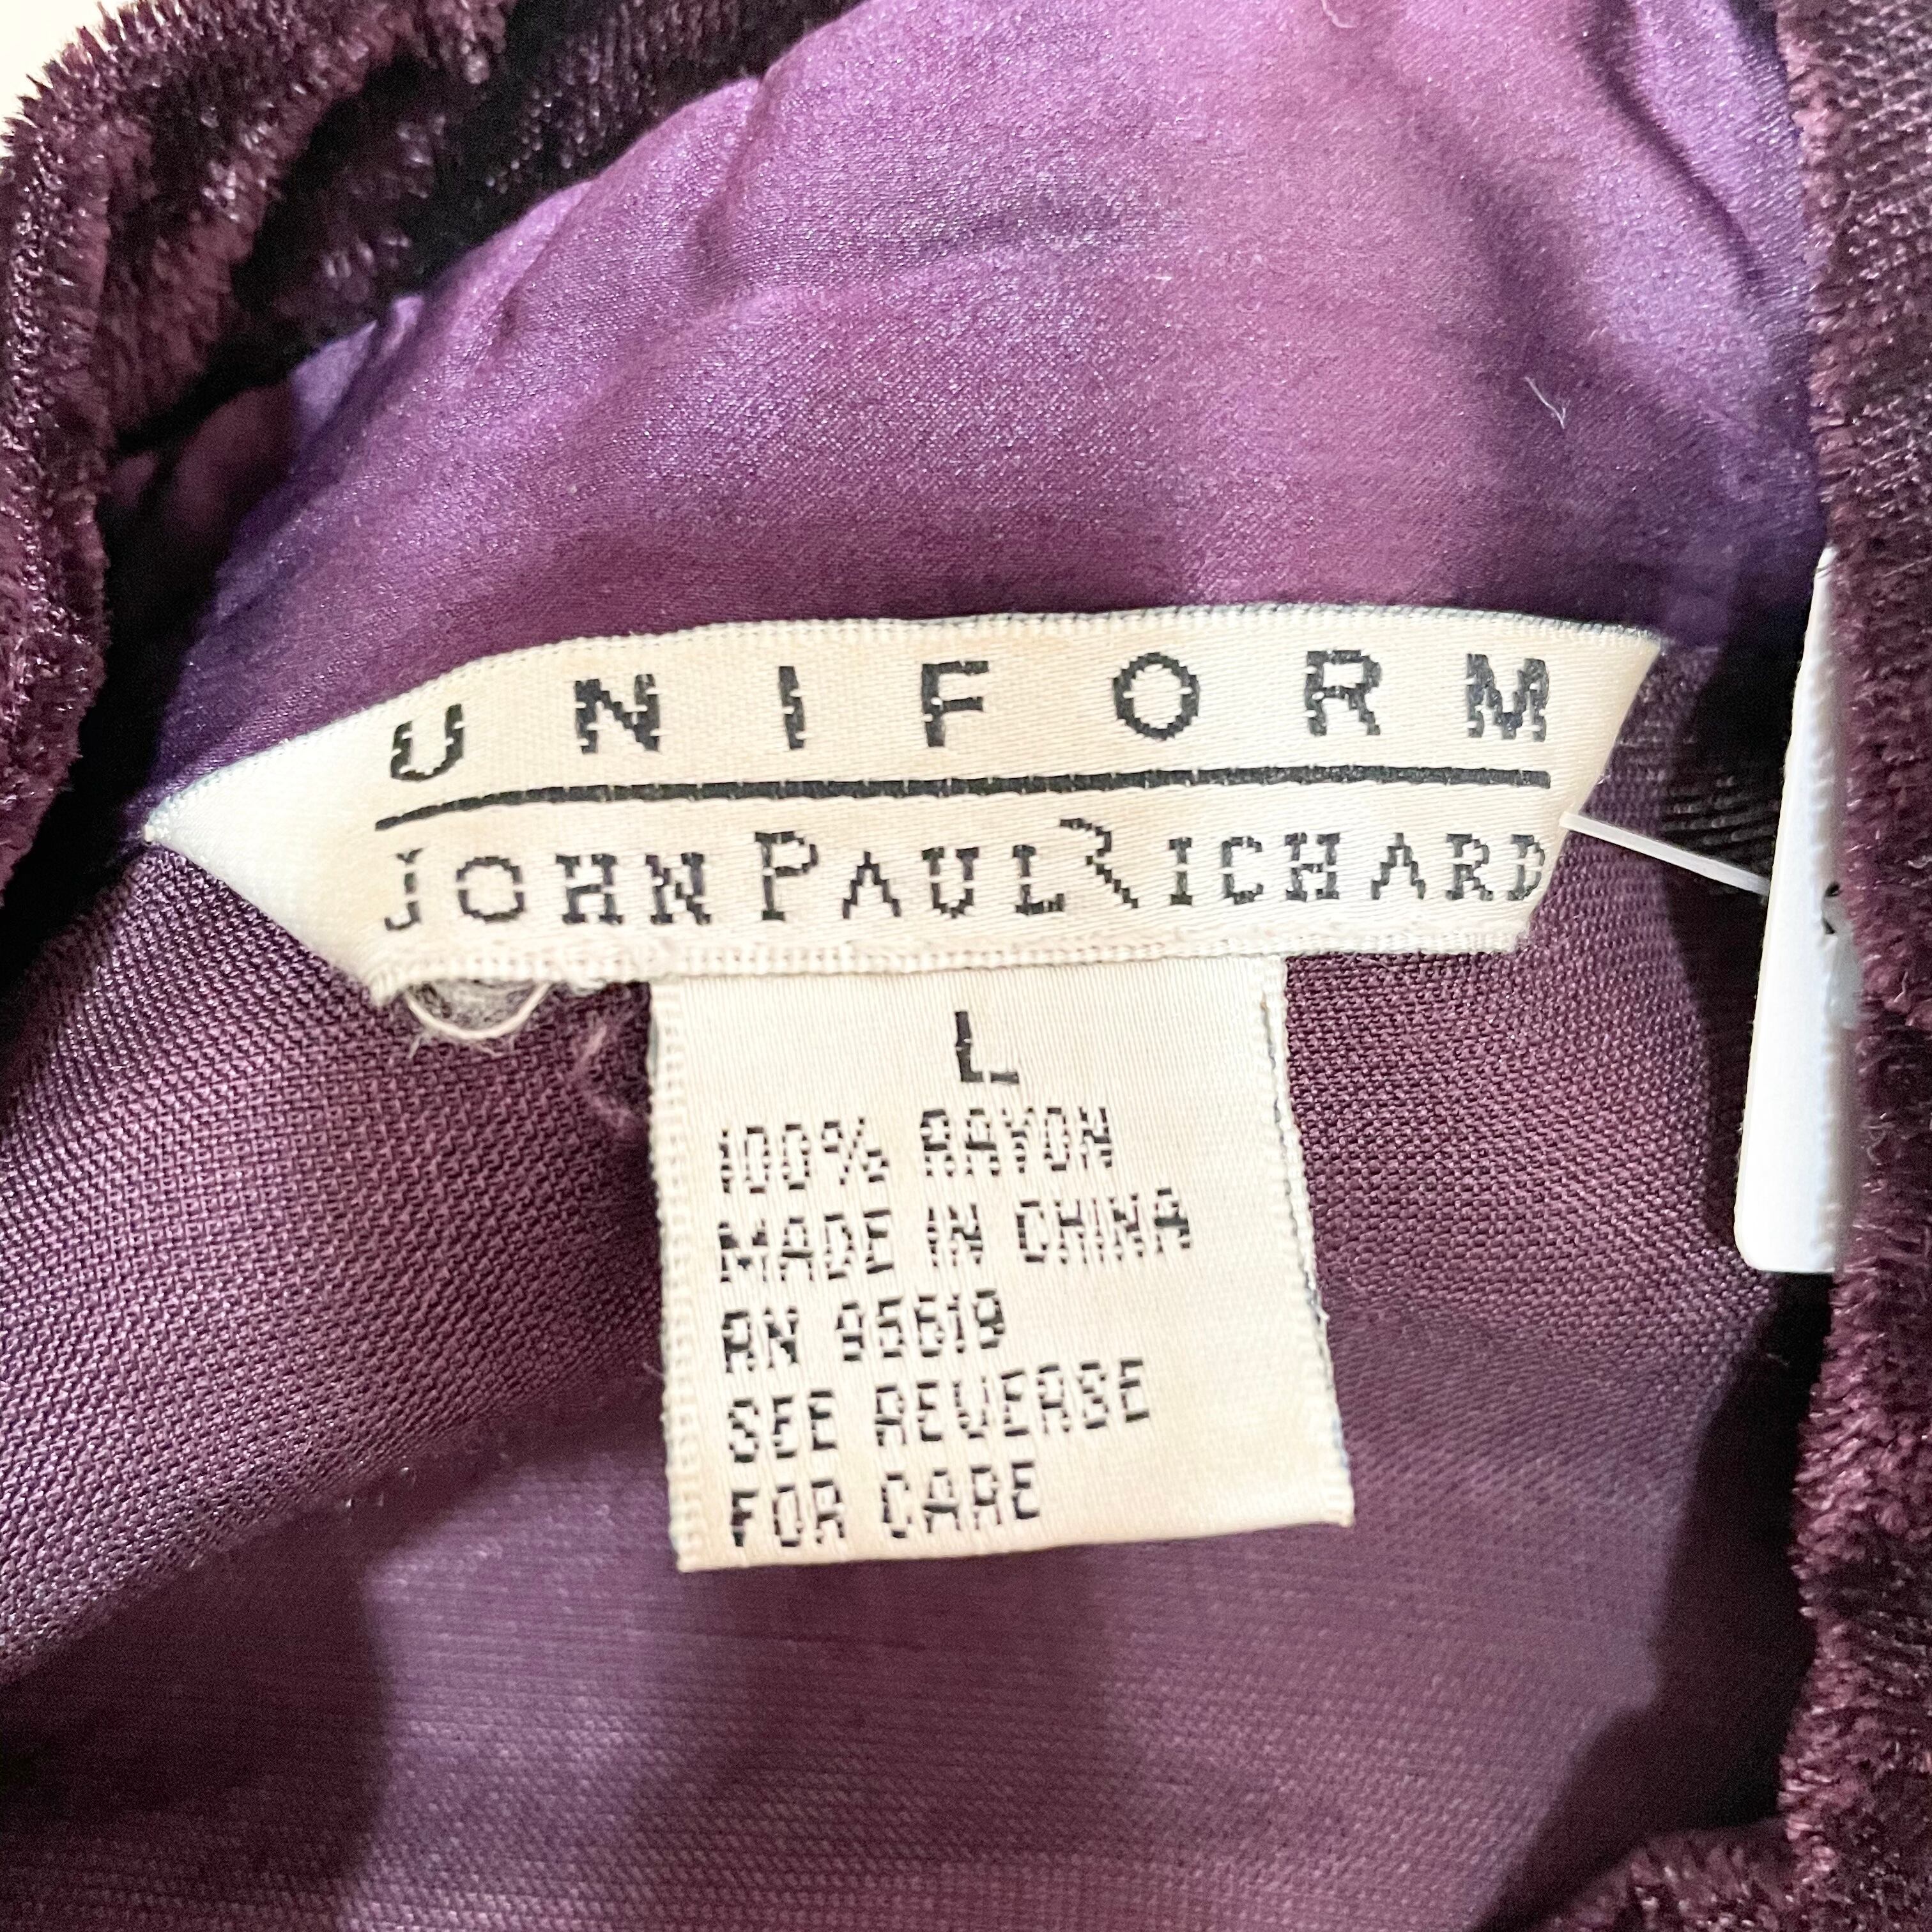 UNIFORM
JOHN PAUL RICHARD
L
100% RAYON
MADE IN CHINA
RN 95619
SEE REVERSE
FOR CARE